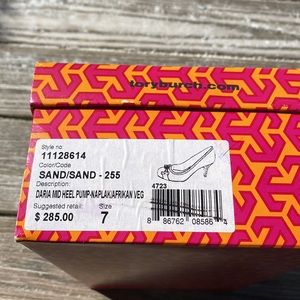 toryburch.com
Style no
11128614
Color/Code
SAND/SAND - 255
Description:
4723
DARIA MID HEEL PUMP-NAPLAK/AFRIKAN VEG
Suggested retail: Size
$ 285.00 7
8 86762 08586 4